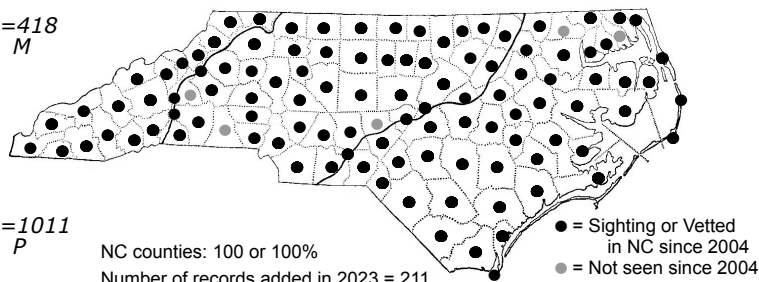 =418
M
=1011
P
NC counties: 100 or 100%
Number of records added in 2023 = 211
● = Sighting or Vetted
in NC since 2004
● = Not seen since 2004